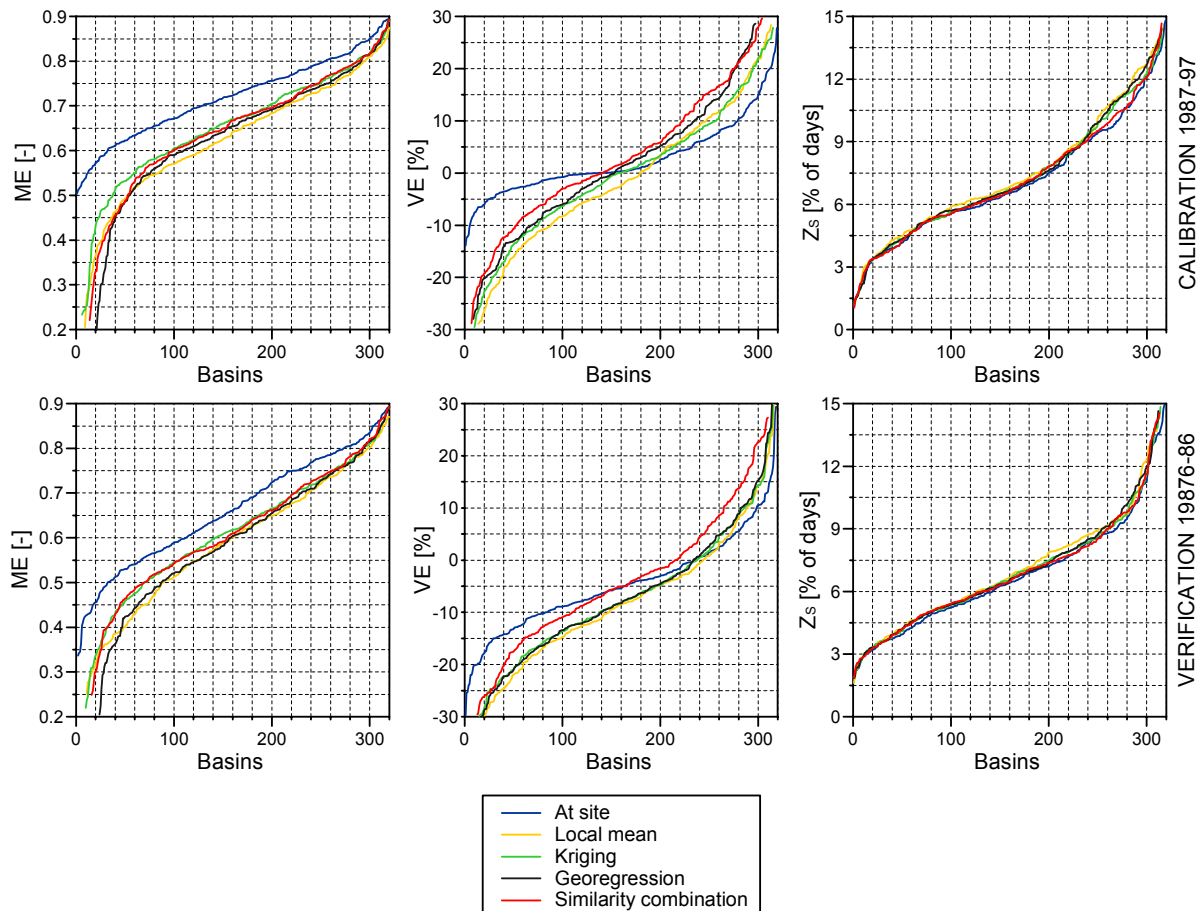 0.9
0.8
0.7
0.6
0.5
0.4
0.3
0.2
ME [-]
0 100 200 300
Basins
30
20
10
0
-10
-20
-30
VE [%]
0 100 200 300
Basins
15
12
9
6
3
0
Zs [% of days]
0 100 200 300
Basins
CALIBRATION 1987-97
0.9
0.8
0.7
0.6
0.5
0.4
0.3
0.2
ME [-]
0 100 200 300
Basins
30
20
10
0
-10
-20
-30
VE [%]
0 100 200 300
Basins
15
12
9
6
3
0
Zs [% of days]
0 100 200 300
Basins
VERIFICATION 19876-86
At site
Local mean
Kriging
Georegression
Similarity combination